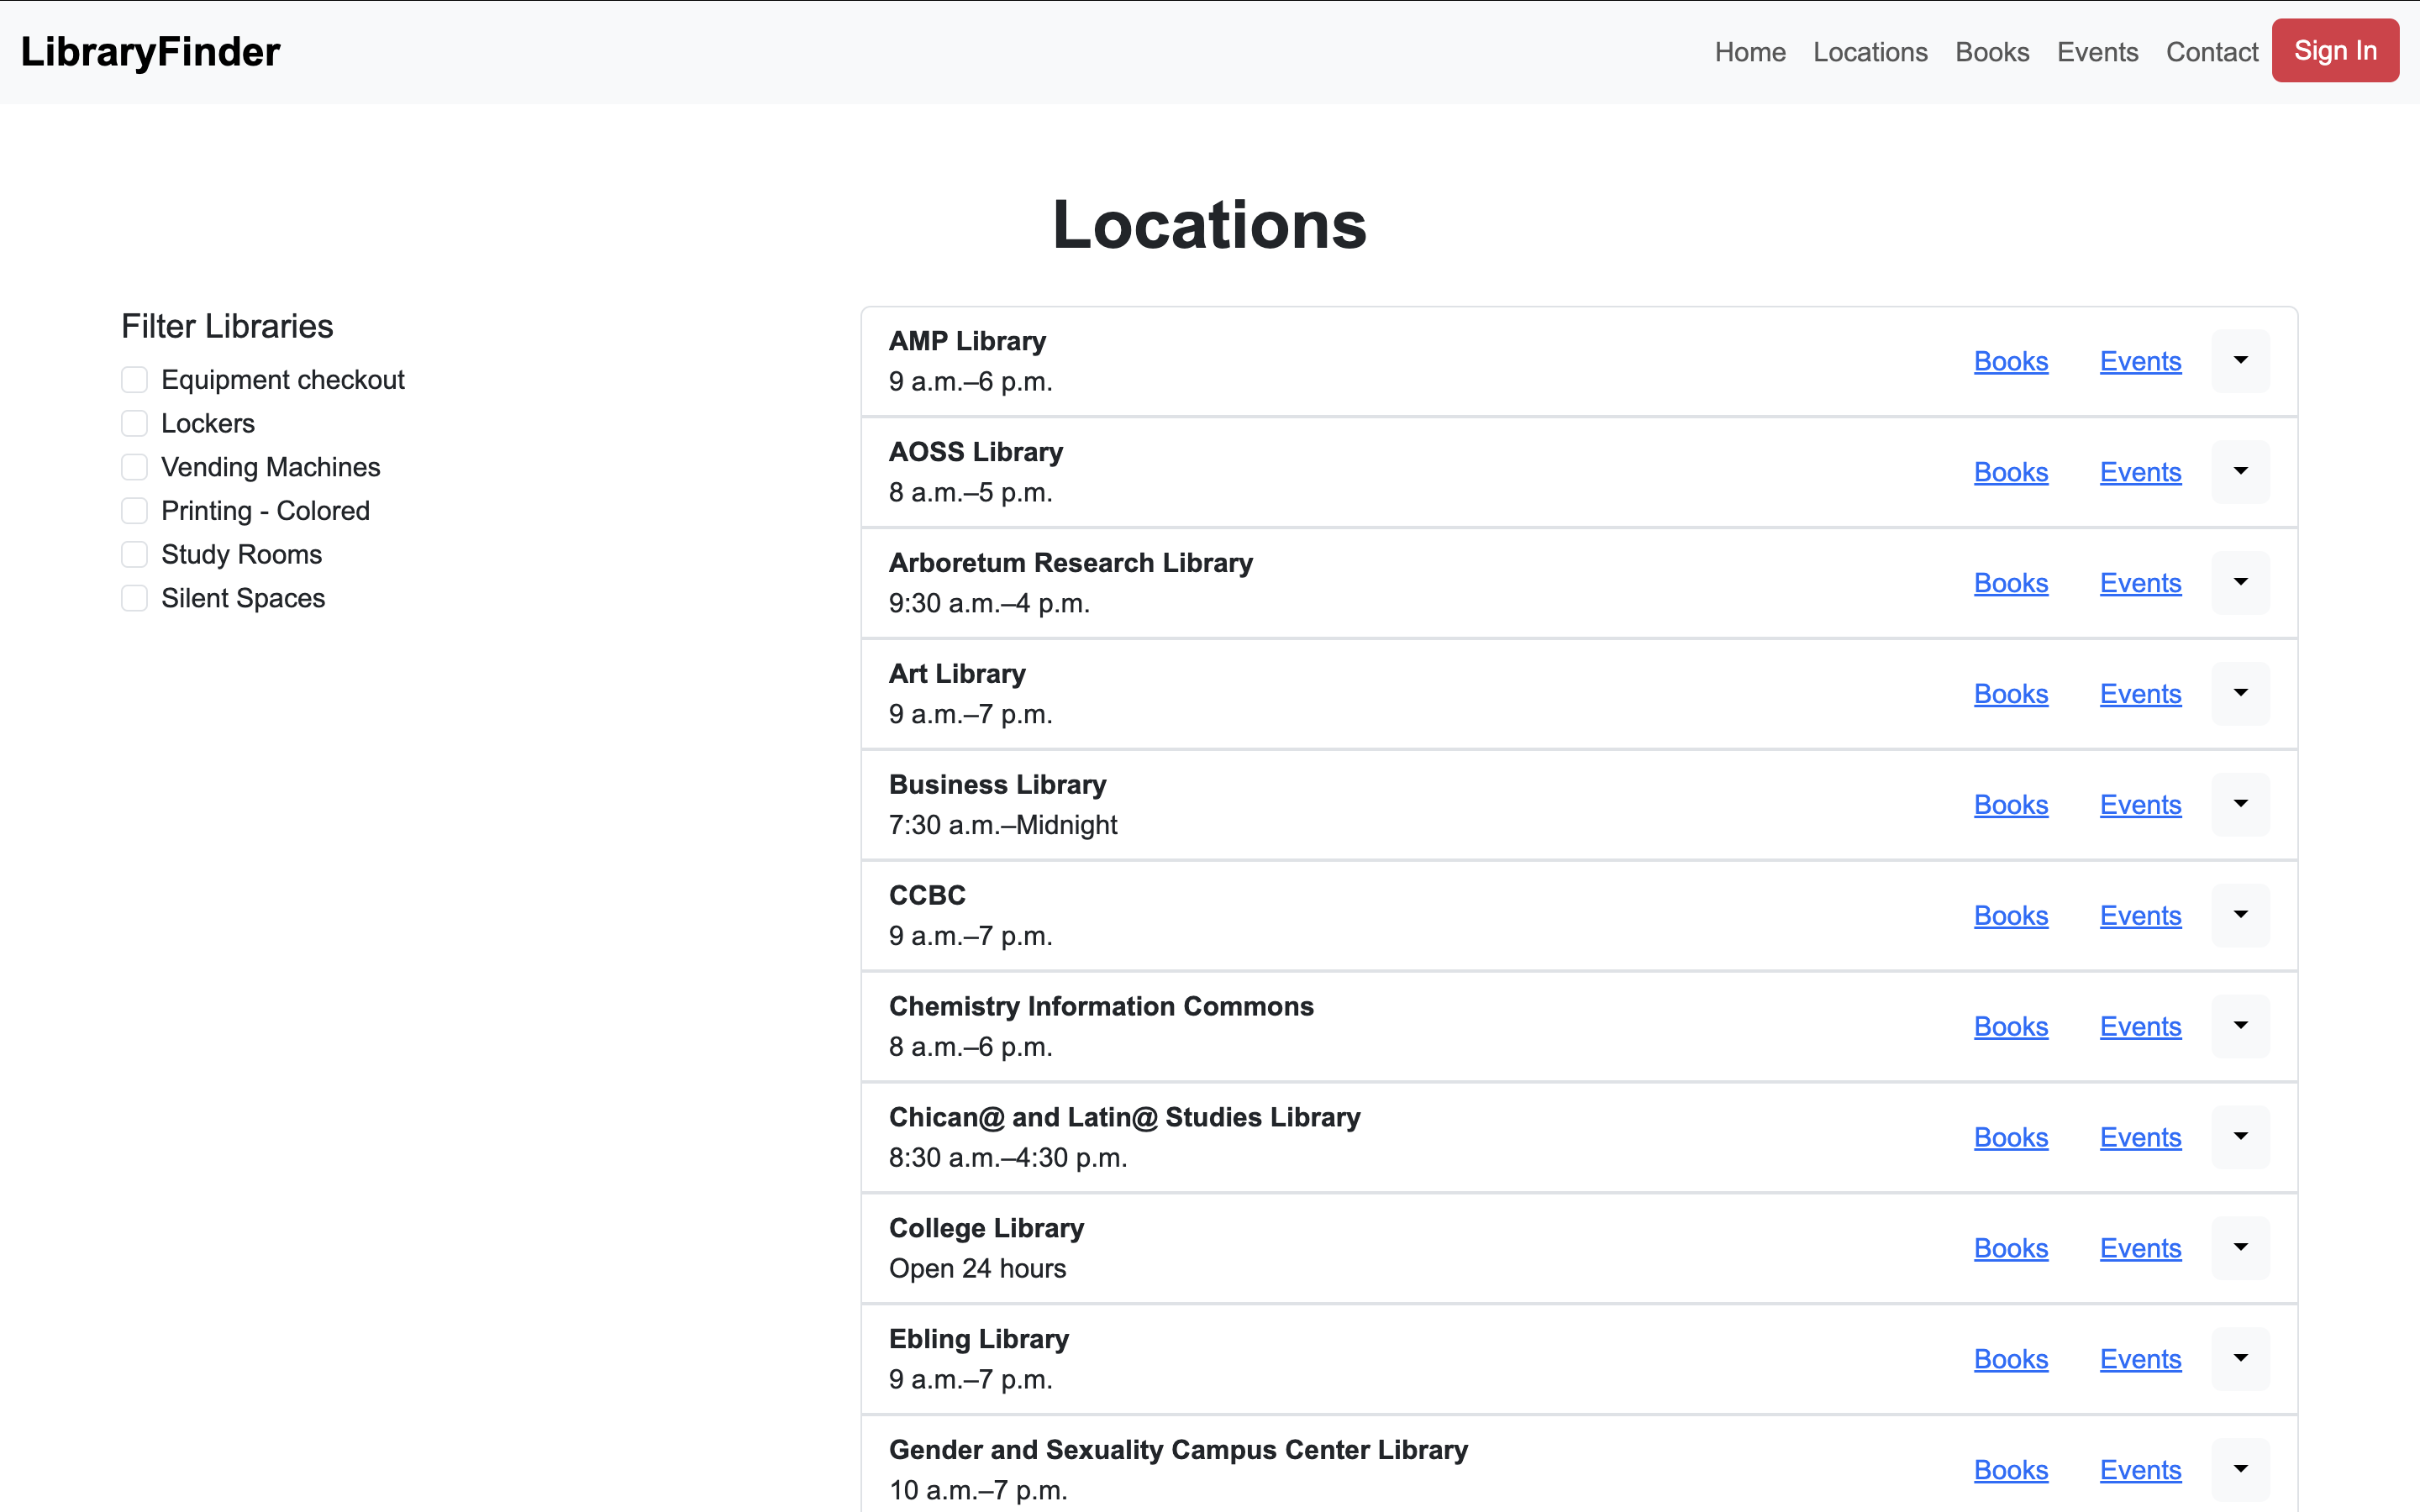 LibraryFinder
Home Locations Books Events Contact Sign In
Locations
Filter Libraries
Equipment checkout
Lockers
Vending Machines
Printing - Colored
Study Rooms
Silent Spaces
AMP Library
9 a.m.–6 p.m.
Books Events
AOSS Library
8 a.m.–5 p.m.
Books Events
Arboretum Research Library
9:30 a.m.–4 p.m.
Books Events
Art Library
9 a.m.–7 p.m.
Books Events
Business Library
7:30 a.m.–Midnight
Books Events
CCBC
9 a.m.–7 p.m.
Books Events
Chemistry Information Commons
8 a.m.–6 p.m.
Books Events
Chican@ and Latin@ Studies Library
8:30 a.m.–4:30 p.m.
Books Events
College Library
Open 24 hours
Books Events
Ebling Library
9 a.m.–7 p.m.
Books Events
Gender and Sexuality Campus Center Library
10 a.m.–7 p.m.
Books Events